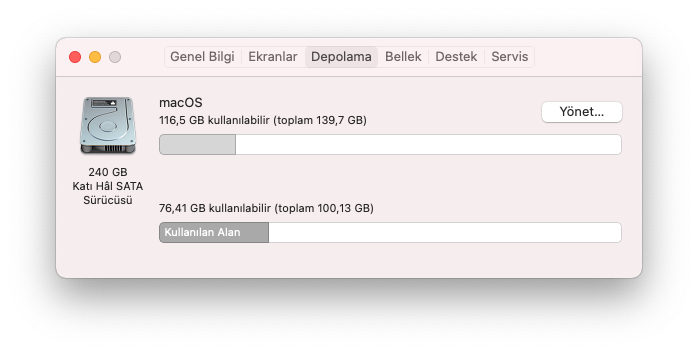 Genel Bilgi Ekranlar Depolama Bellek Destek Servis
macOS
116,5 GB kullanılabilir (toplam 139,7 GB)
Yönet...
240 GB
Katı Hâl SATA
Sürücüsü
76,41 GB kullanılabilir (toplam 100,13 GB)
Kullanılan Alan